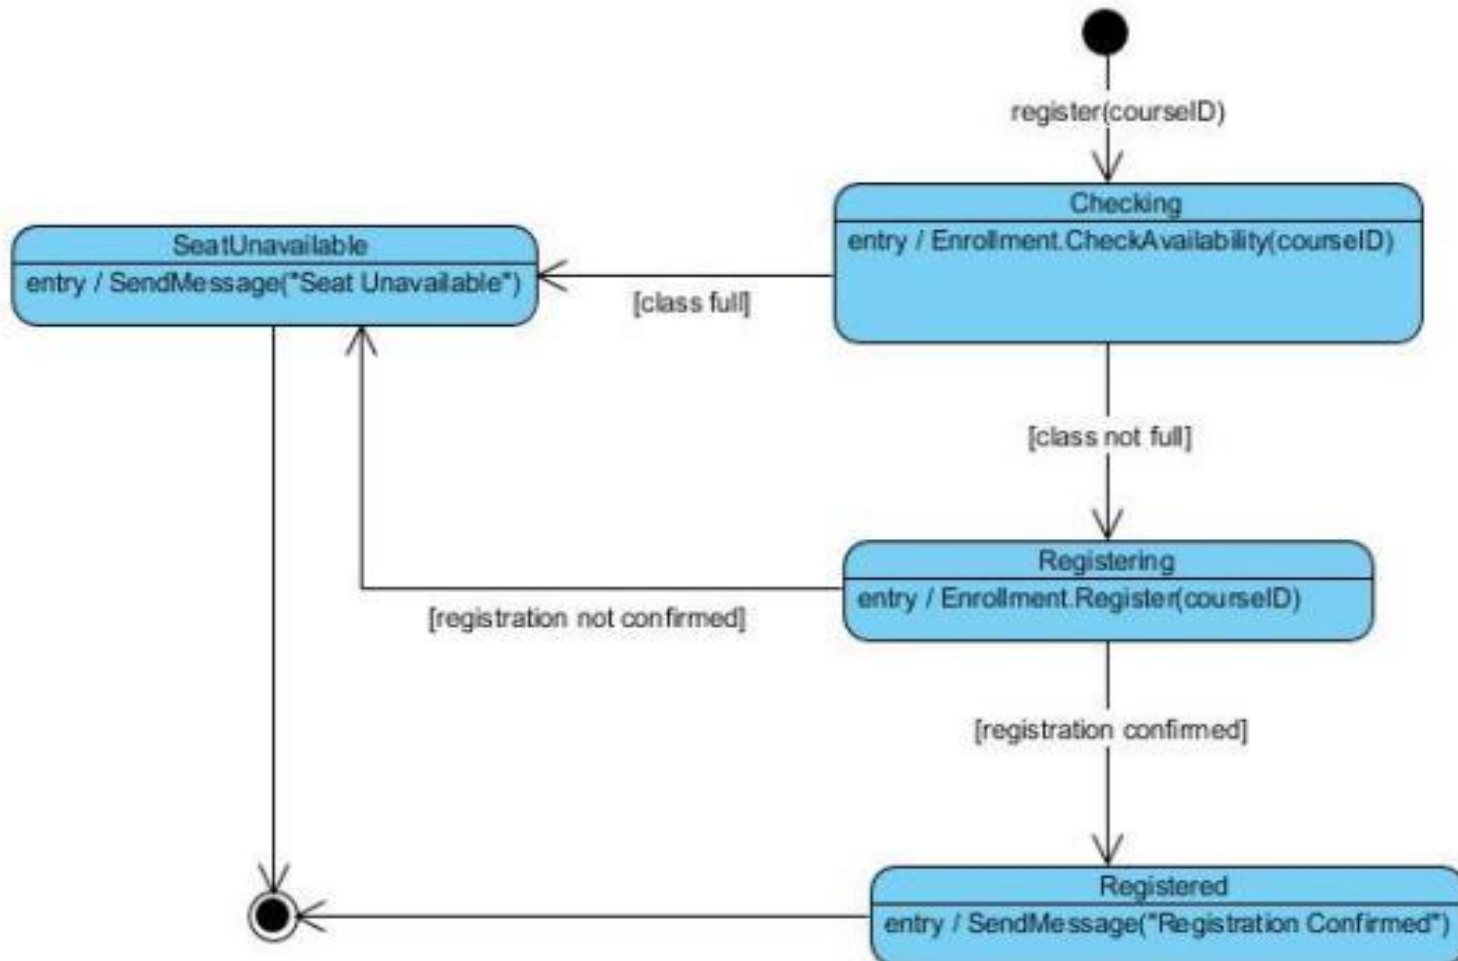 register(courseID)
Checking
entry / Enrollment.CheckAvailability(courseID)
SeatUnavailable
entry / SendMessage("Seat Unavailable")
[class full]
[class not full]
Registering
entry / Enrollment.Register(courseID)
[registration not confirmed]
[registration confirmed]
Registered
entry / SendMessage("Registration Confirmed")